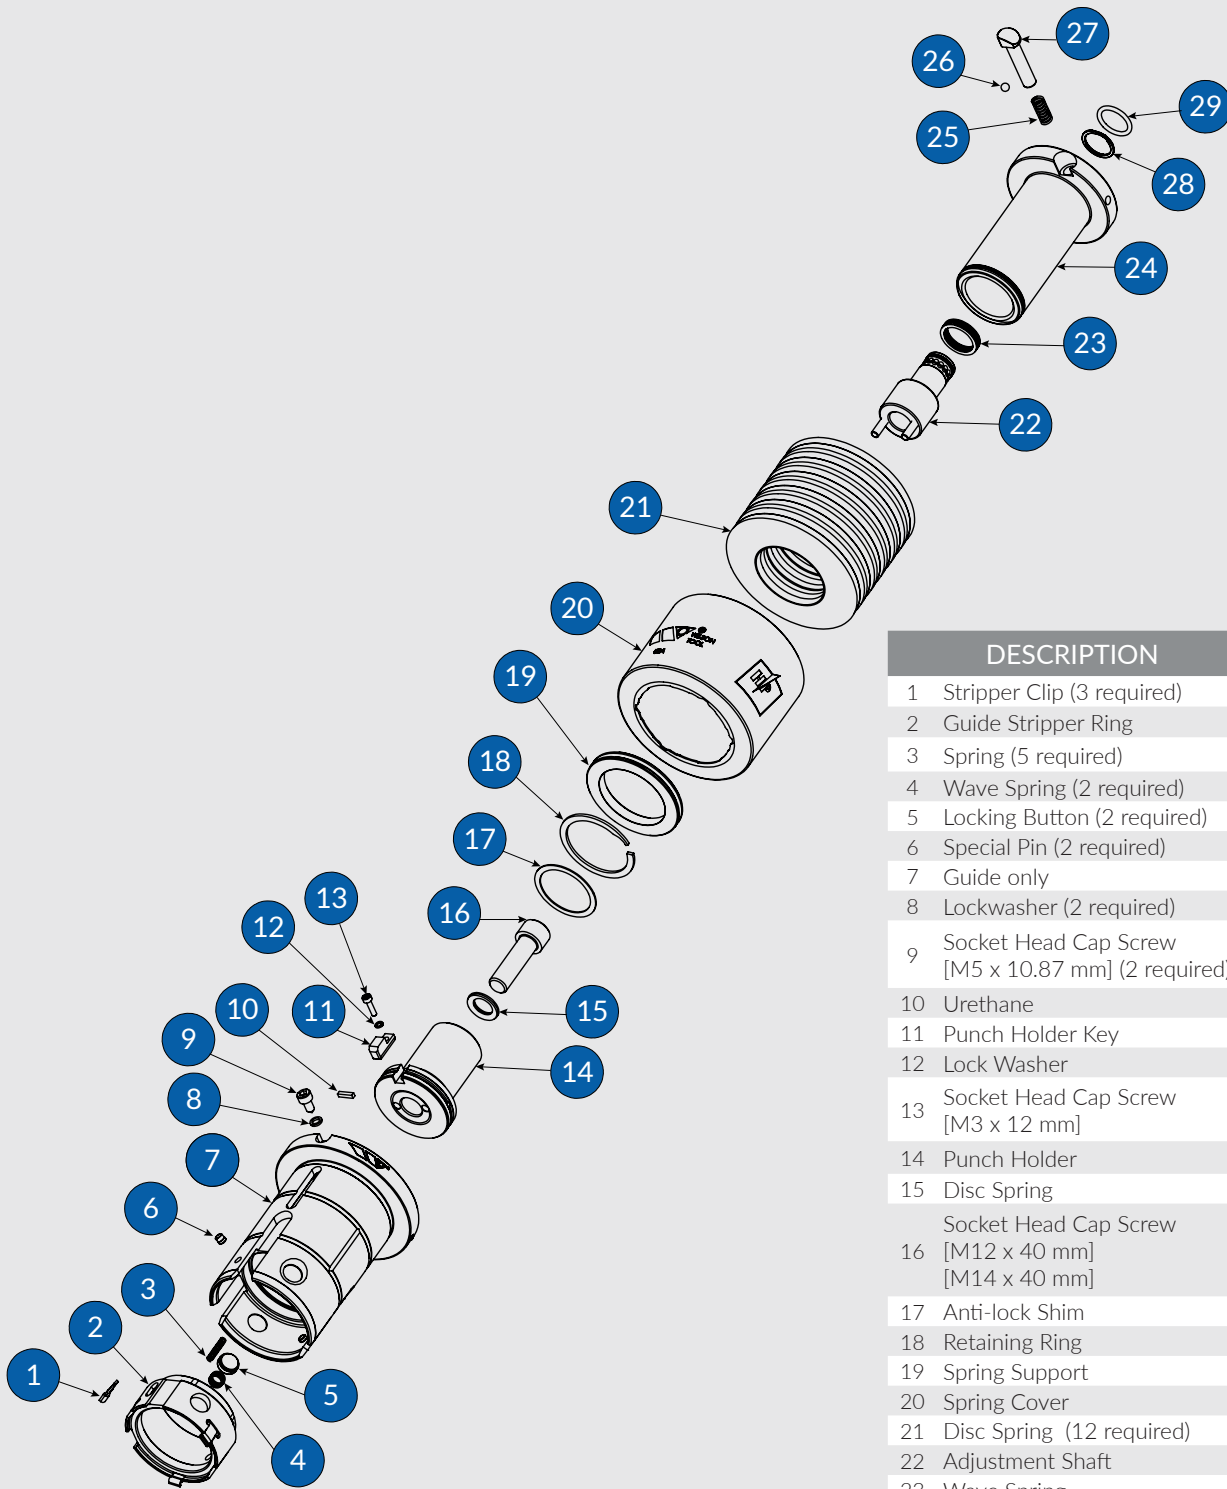 27
26
29
25
28
24
23
22
21
20
WILSON
TOOL
19
18
17
13
16
12
10
11
15
9
14
8
7
6
3
2
1
5
4
DESCRIPTION
1 Stripper Clip (3 required)
2 Guide Stripper Ring
3 Spring (5 required)
4 Wave Spring (2 required)
5 Locking Button (2 required)
6 Special Pin (2 required)
7 Guide only
8 Lockwasher (2 required)
9 Socket Head Cap Screw
[M5 x 10.87 mm] (2 required)
10 Urethane
11 Punch Holder Key
12 Lock Washer
13 Socket Head Cap Screw
[M3 x 12 mm]
14 Punch Holder
15 Disc Spring
16 Socket Head Cap Screw
[M12 x 40 mm]
[M14 x 40 mm]
17 Anti-lock Shim
18 Retaining Ring
19 Spring Support
20 Spring Cover
21 Disc Spring (12 required)
22 Adjustment Shaft
23 Wave Spring